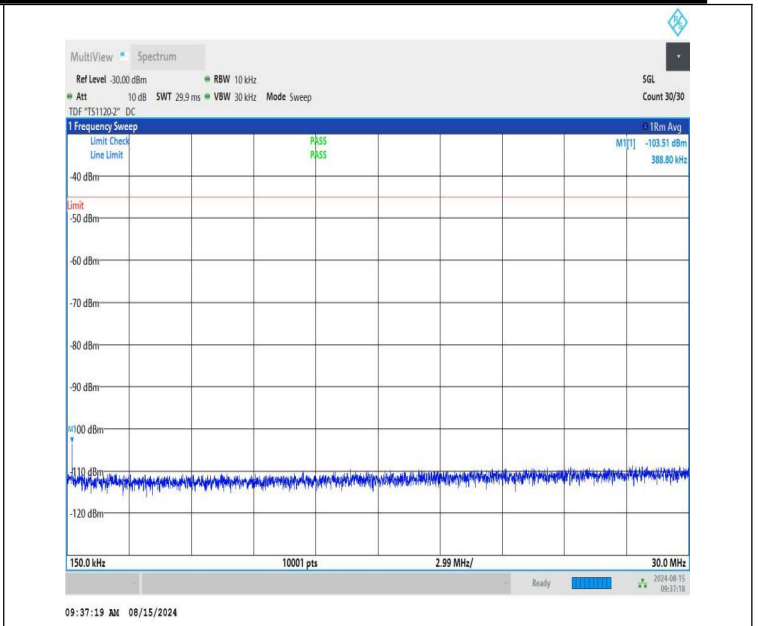 MultiView Spectrum
Ref Level -30.00 dBm RBW 10 kHz SGL
Att 10 dB SWT 29.9 ms VBW 30 kHz Mode Sweep Count 30/30
TDF "TS1120-2" DC
1 Frequency Sweep 1Rm Avg
Limit Check PASS M1[1] -103.51 dBm
Line Limit PASS 388.80 kHz
-40 dBm
Limit
-50 dBm
-60 dBm
-70 dBm
-80 dBm
-90 dBm
M1
100 dBm
-110 dBm
-120 dBm
150.0 kHz 10001 pts 2.99 MHz/ 30.0 MHz
Ready 2024-08-15
09:37:18
09:37:19 AM 08/15/2024